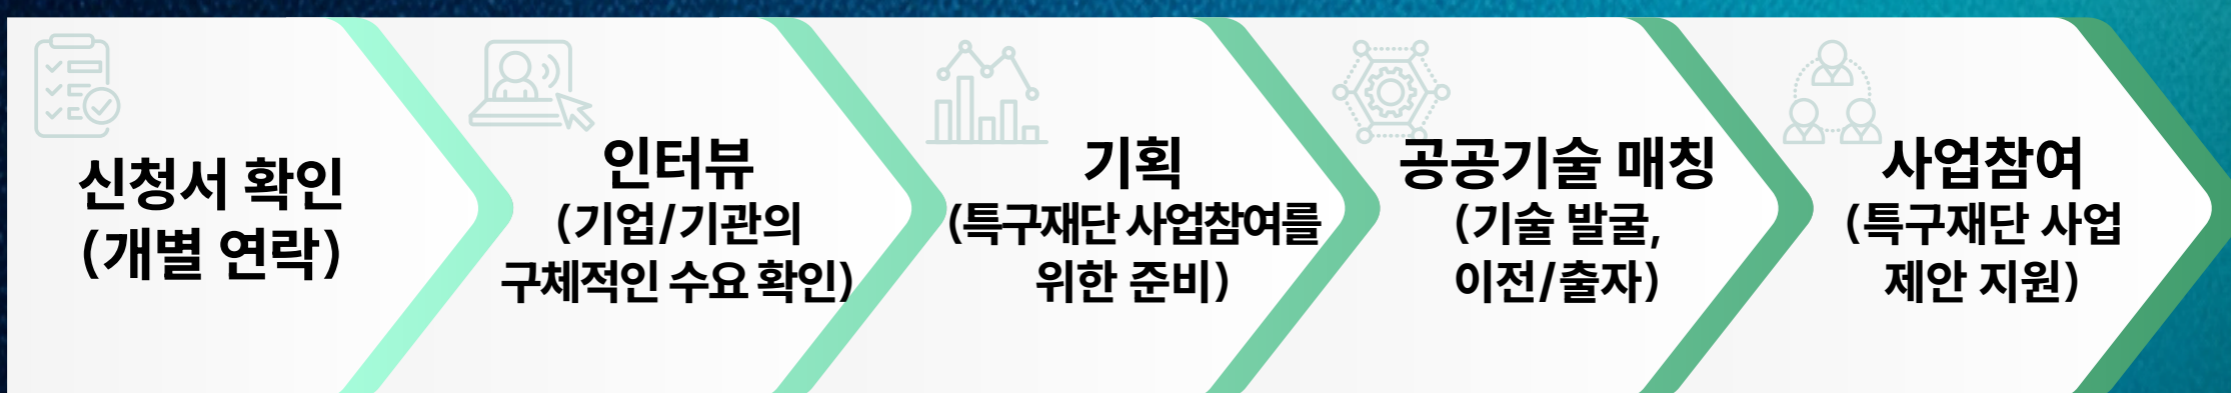 신청서 확인
(개별 연락)
인터뷰
(기업/기관의
구체적인 수요 확인)
기획
(특구재단 사업참여를
위한 준비)
공공기술 매칭
(기술 발굴,
이전/출자)
사업참여
(특구재단 사업
제안 지원)